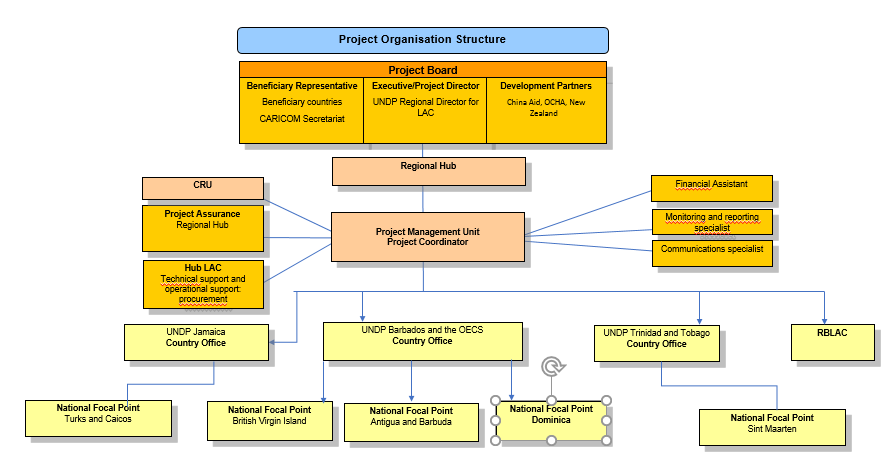 Project Organisation Structure
Project Board
Beneficiary Representative
Beneficiary countries
CARICOM Secretariat
Executive/Project Director
UNDP Regional Director for
LAC
Development Partners
China Aid, OCHA, New
Zealand
Regional Hub
CRU
Project Assurance
Regional Hub
Hub LAC
Technical support and
operational support:
procurement
Project Management Unit
Project Coordinator
Financial Assistant
Monitoring and reporting
specialist
Communications specialist
UNDP Jamaica
Country Office
UNDP Barbados and the OECS
Country Office
UNDP Trinidad and Tobago
Country Office
RBLAC
National Focal Point
Turks and Caicos
National Focal Point
British Virgin Island
National Focal Point
Antigua and Barbuda
National Focal Point
Dominica
National Focal Point
Sint Maarten